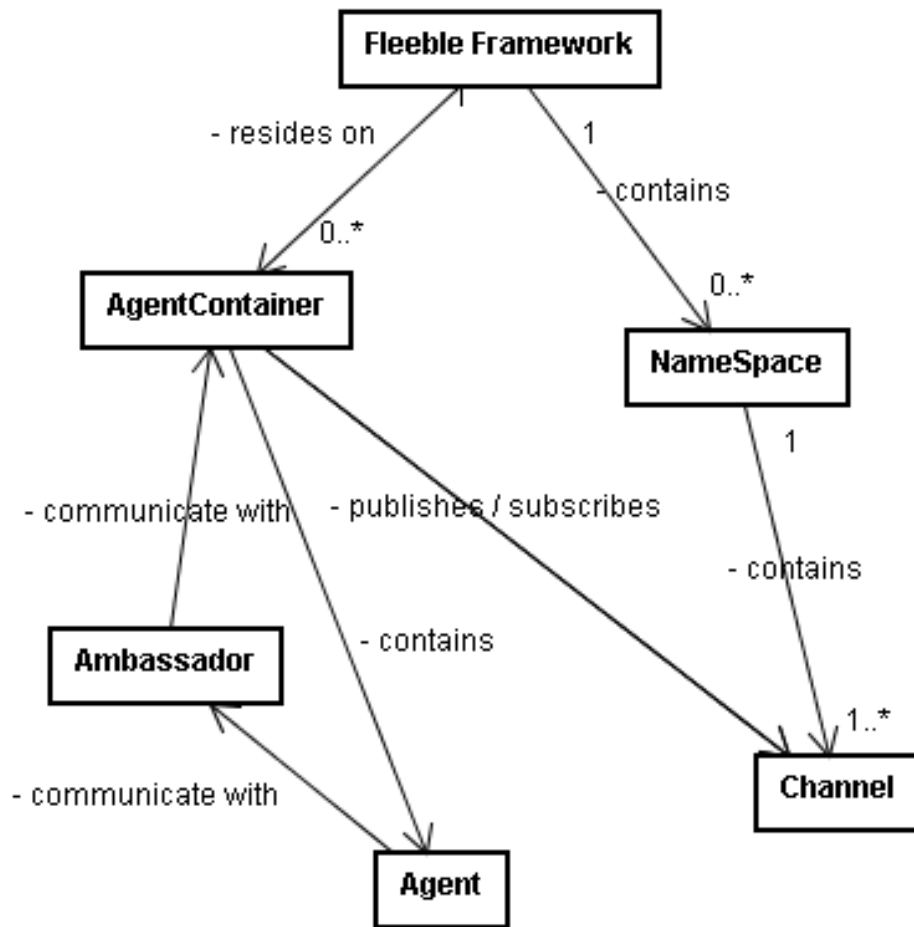 Fleeble Framework
1
- resides on
1
- contains
0..*
0..*
AgentContainer
NameSpace
1
- communicate with
- publishes / subscribes
- contains
- contains
Ambassador
1..*
Channel
- communicate with
Agent